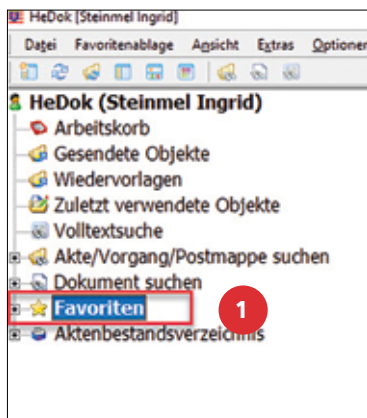 HeDok [Steinmel Ingrid]
Datei Favoritenablage Ansicht Extras Optionen
HeDok (Steinmel Ingrid)
Arbeitskorb
Gesendete Objekte
Wiedervorlagen
Zuletzt verwendete Objekte
Volltextsuche
Akte/Vorgang/Postmappe suchen
Dokument suchen
Favoriten 1
Aktenbestandsverzeichnis